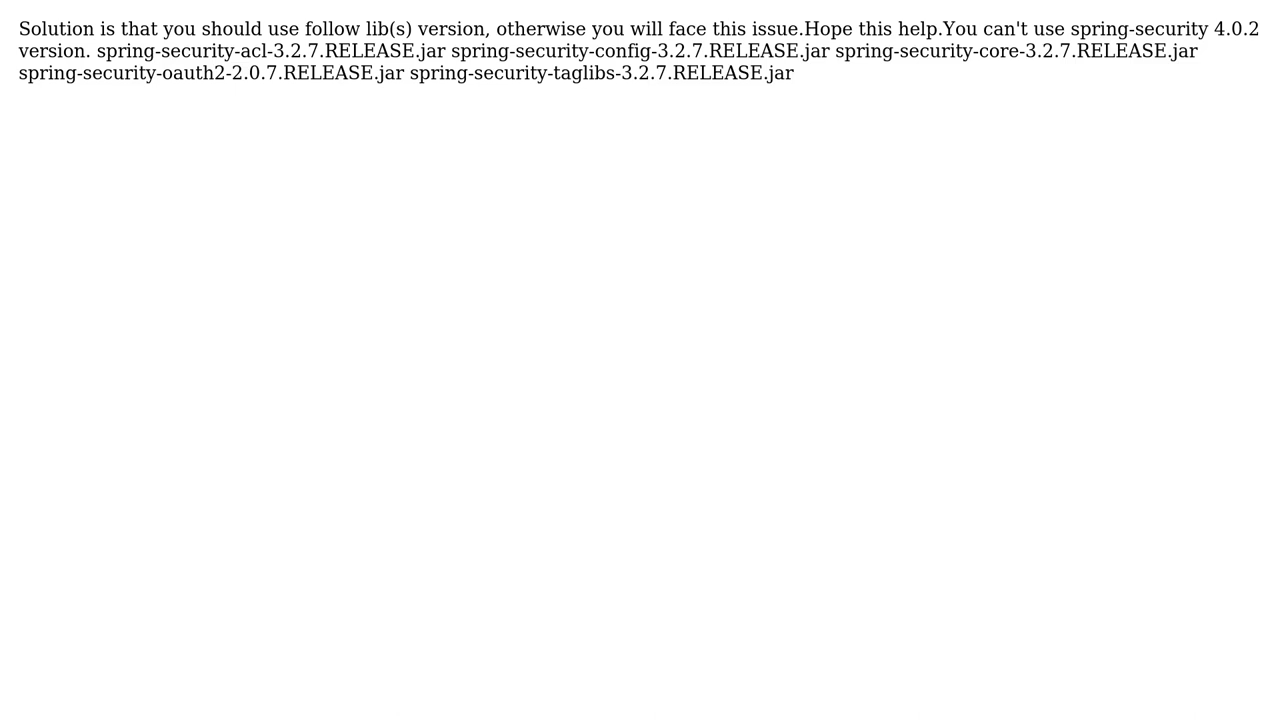 Solution is that you should use follow lib(s) version, otherwise you will face this issue.Hope this help.You can't use spring-security 4.0.2
version. spring-security-acl-3.2.7.RELEASE.jar spring-security-config-3.2.7.RELEASE.jar spring-security-core-3.2.7.RELEASE.jar
spring-security-oauth2-2.0.7.RELEASE.jar spring-security-taglibs-3.2.7.RELEASE.jar